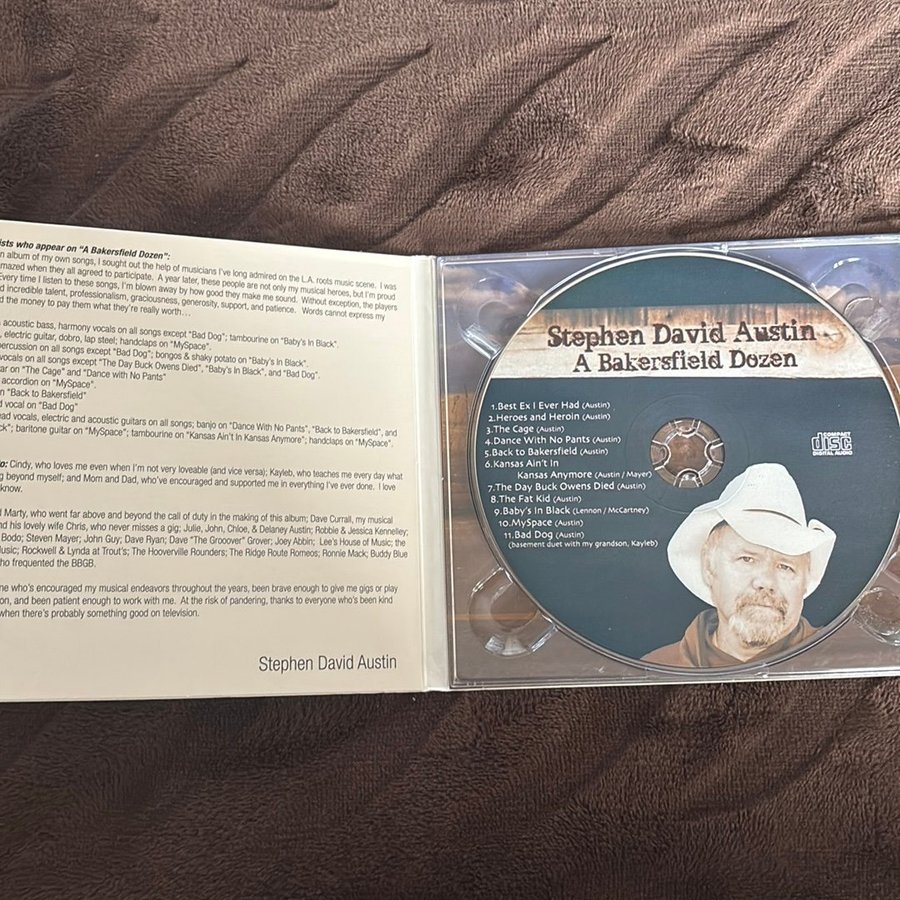 ists who appear on "A Bakersfield Dozen":
n album of my own songs, I sought out the help of musicians I've long admired on the L.A. roots music scene. I was
mazed when they all agreed to participate. A year later, these people are not only my musical heroes, but I'm proud
Every time I listen to these songs, I'm blown away by how good they make me sound. Without exception, the players
d incredible talent, professionalism, graciousness, generosity, support, and patience. Words cannot express my
d the money to pay them what they're really worth...
acoustic bass, harmony vocals on all songs except "Bad Dog"; tambourine on "Baby's In Black".
, electric guitar, dobro, lap steel; handclaps on "MySpace".
percussion on all songs except "Bad Dog"; bongos & shaky potato on "Baby's In Black".
vocals on all songs except "The Day Buck Owens Died", "Baby's In Black", and "Bad Dog".
ar on "The Cage" and "Dance with No Pants"
accordion on "MySpace".
n "Back to Bakersfield"
d vocal on "Bad Dog"
ead vocals, electric and acoustic guitars on all songs; banjo on "Dance With No Pants", "Back to Bakersfield", and
ck"; baritone guitar on "MySpace"; tambourine on "Kansas Ain't In Kansas Anymore"; handclaps on "MySpace".
o: Cindy, who loves me even when I'm not very loveable (and vice versa); Kayleb, who teaches me every day what
g beyond myself; and Mom and Dad, who've encouraged and supported me in everything I've ever done. I love
know.
d Marty, who went far above and beyond the call of duty in the making of this album; Dave Currall, my musical
nd his lovely wife Chris, who never misses a gig; Julie, John, Chloe, & Delaney Austin; Robbie & Jessica Kennelley;
Bodo; Steven Mayer; John Guy; Dave Ryan; Dave "The Groover" Grover; Joey Abbin; Lee's House of Music; the
Music; Rockwell & Lynda at Trout's; The Hooverville Rounders; The Ridge Route Romeos; Ronnie Mack; Buddy Blue
ho frequented the BBGB.
ne who's encouraged my musical endeavors throughout the years, been brave enough to give me gigs or play
on, and been patient enough to work with me. At the risk of pandering, thanks to everyone who's been kind
when there's probably something good on television.
Stephen David Austin
Stephen David Austin
A Bakersfield Dozen
1.Best Ex I Ever Had (Austin)
2.Heroes and Heroin (Austin)
3.The Cage (Austin)
4.Dance With No Pants (Austin)
5.Back to Bakersfield (Austin)
6.Kansas Ain't In
Kansas Anymore (Austin / Mayer)
7.The Day Buck Owens Died (Austin)
8.The Fat Kid (Austin)
9.Baby's In Black (Lennon / McCartney)
10.MySpace (Austin)
11.Bad Dog (Austin)
(basement duet with my grandson, Kayleb)
COMPACT
disc
DIGITAL AUDIO